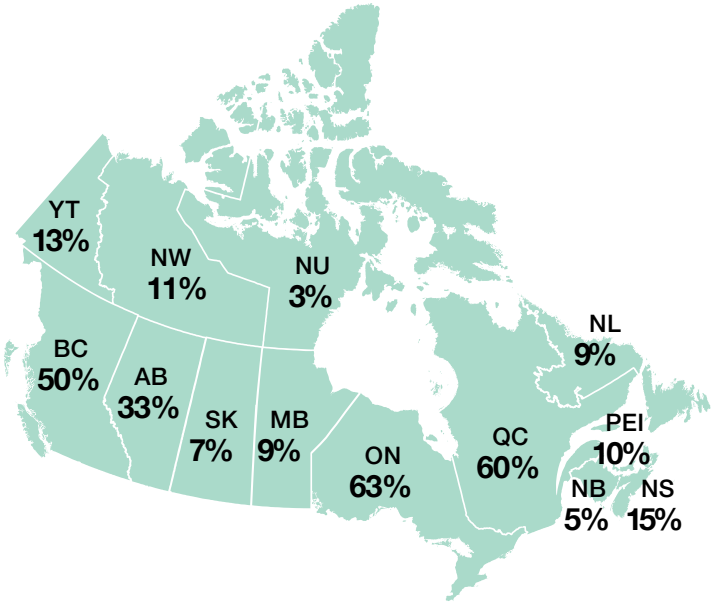 YT
13%
NW
11%
NU
3%
NL
9%
BC
50%
AB
33%
SK
7%
MB
9%
ON
63%
QC
60%
PEI
10%
NB
5%
NS
15%